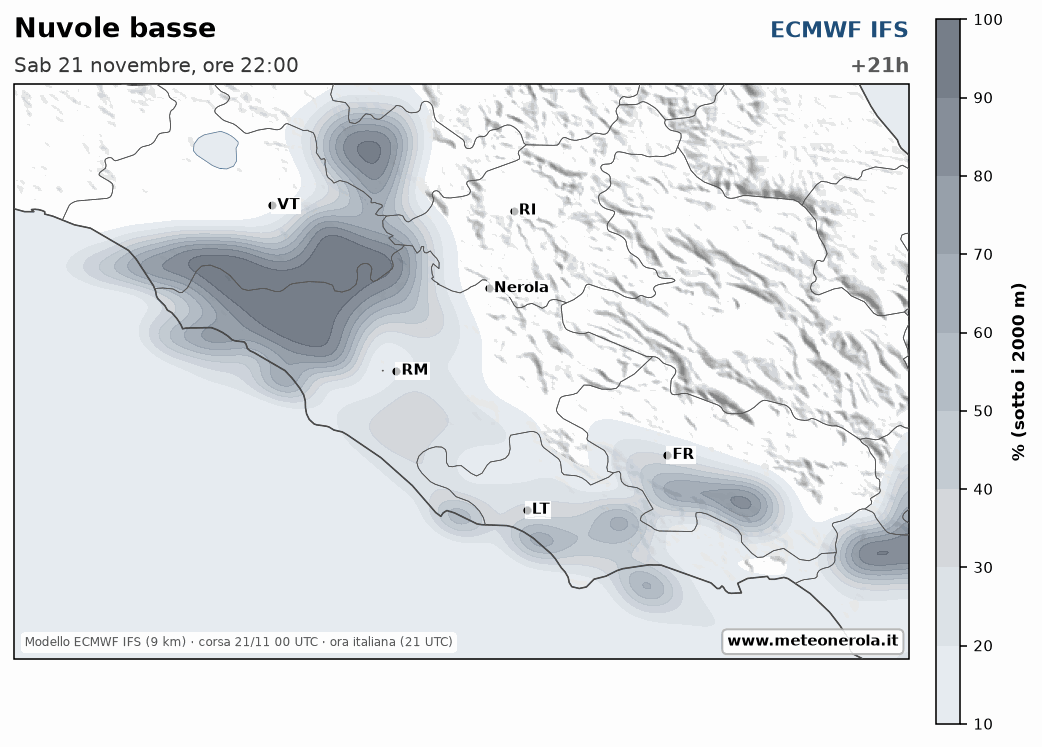 Nuvole basse
ECMWF IFS
Sab 21 novembre, ore 22:00
+21h
VT
RI
Nerola
RM
FR
LT
Modello ECMWF IFS (9 km) · corsa 21/11 00 UTC · ora italiana (21 UTC)
www.meteonerola.it
100
90
80
70
60
50
40
30
20
10
% (sotto i 2000 m)